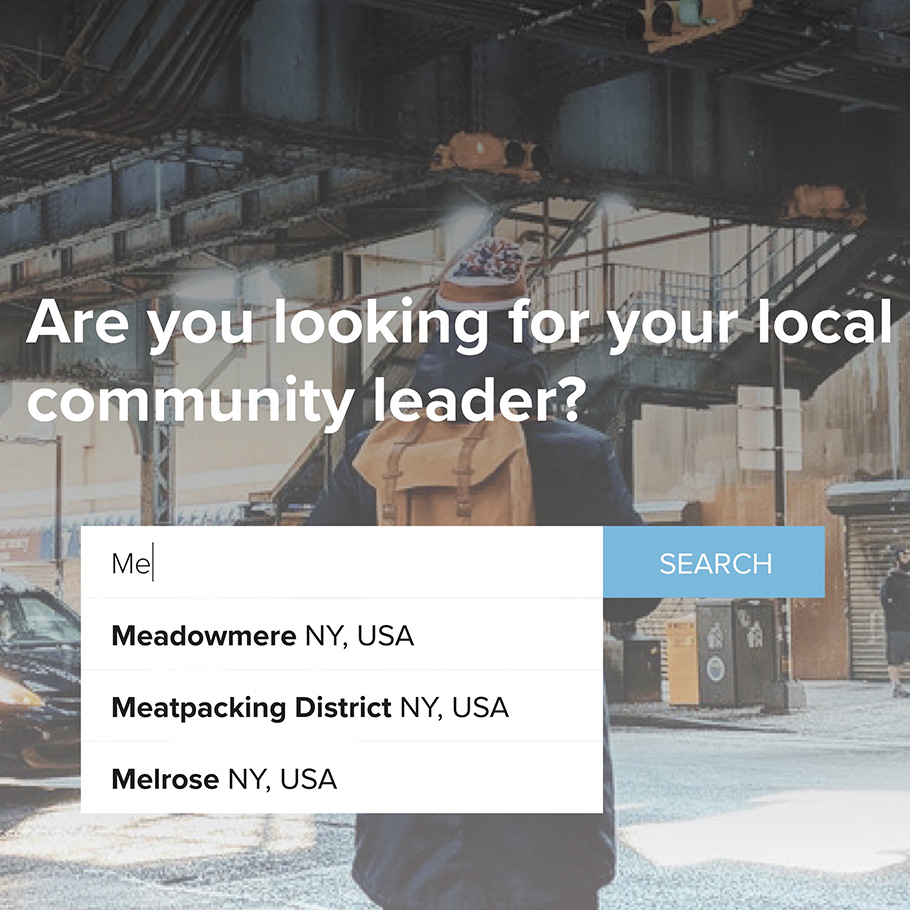 Are you looking for your local
community leader?
Me
SEARCH
Meadowmere NY, USA
Meatpacking District NY, USA
Melrose NY, USA